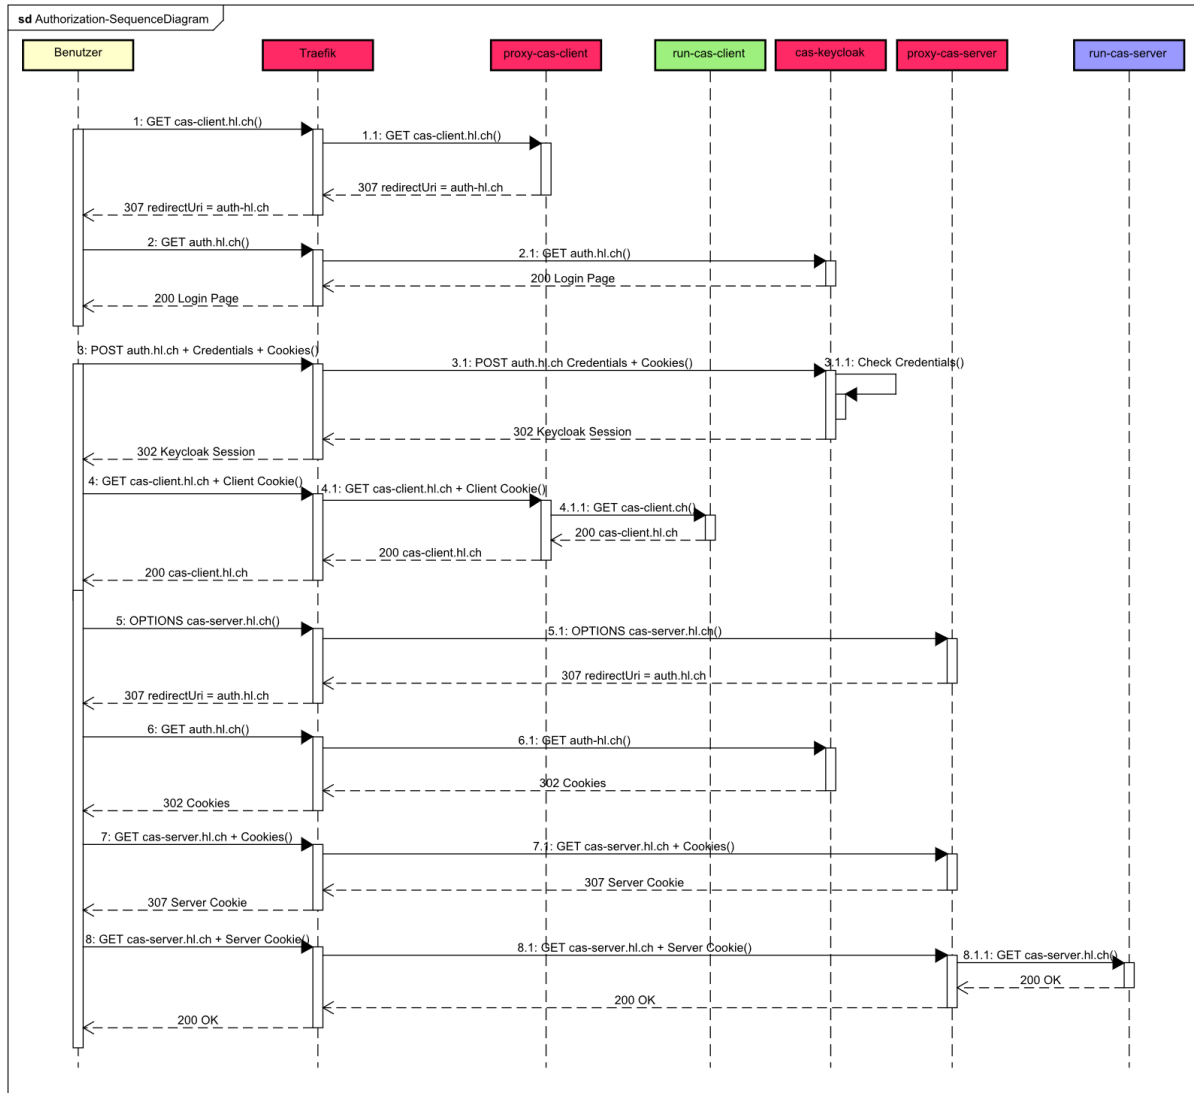 sd Authorization-SequenceDiagram
Benutzer
Traefik
proxy-cas-client
run-cas-client
cas-keycloak
proxy-cas-server
run-cas-server
1: GET cas-client.hl.ch()
1.1: GET cas-client.hl.ch()
307 redirectUri = auth-hl.ch
307 redirectUri = auth-hl.ch
2: GET auth.hl.ch()
2.1: GET auth.hl.ch()
200 Login Page
200 Login Page
3: POST auth.hl.ch + Credentials + Cookies()
3.1: POST auth.hl.ch Credentials + Cookies()
3.1.1: Check Credentials()
302 Keycloak Session
302 Keycloak Session
4: GET cas-client.hl.ch + Client Cookie()
4.1: GET cas-client.hl.ch + Client Cookie()
4.1.1: GET cas-client.ch()
200 cas-client.hl.ch
200 cas-client.hl.ch
200 cas-client.hl.ch
5: OPTIONS cas-server.hl.ch()
5.1: OPTIONS cas-server.hl.ch()
307 redirectUri = auth.hl.ch
307 redirectUri = auth.hl.ch
6: GET auth.hl.ch()
6.1: GET auth-hl.ch()
302 Cookies
302 Cookies
7: GET cas-server.hl.ch + Cookies()
7.1: GET cas-server.hl.ch + Cookies()
307 Server Cookie
307 Server Cookie
8: GET cas-server.hl.ch + Server Cookie()
8.1: GET cas-server.hl.ch + Server Cookie()
8.1.1: GET cas-server.hl.ch()
200 OK
200 OK
200 OK